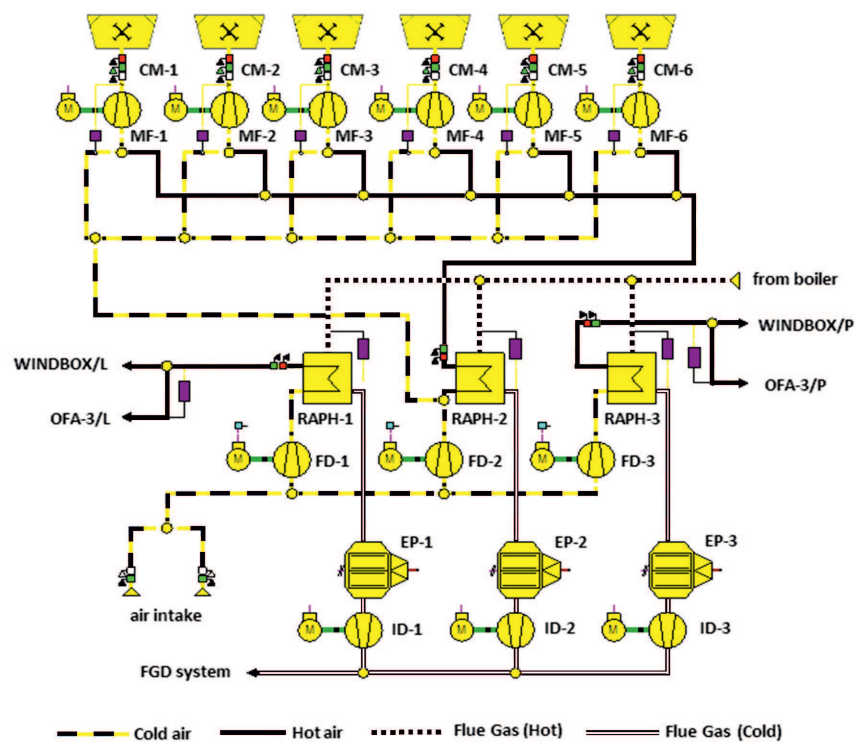 CM-1 CM-2 CM-3 CM-4 CM-5 CM-6
M M M M M M
MF-1 MF-2 MF-3 MF-4 MF-5 MF-6
from boiler
WINDBOX/P
WINDBOX/L
OFA-3/P
OFA-3/L
RAPH-1 RAPH-2 RAPH-3
M FD-1 M FD-2 M FD-3
EP-1 EP-2 EP-3
air intake
M ID-1 M ID-2 M ID-3
FGD system
Cold air Hot air Flue Gas (Hot) Flue Gas (Cold)